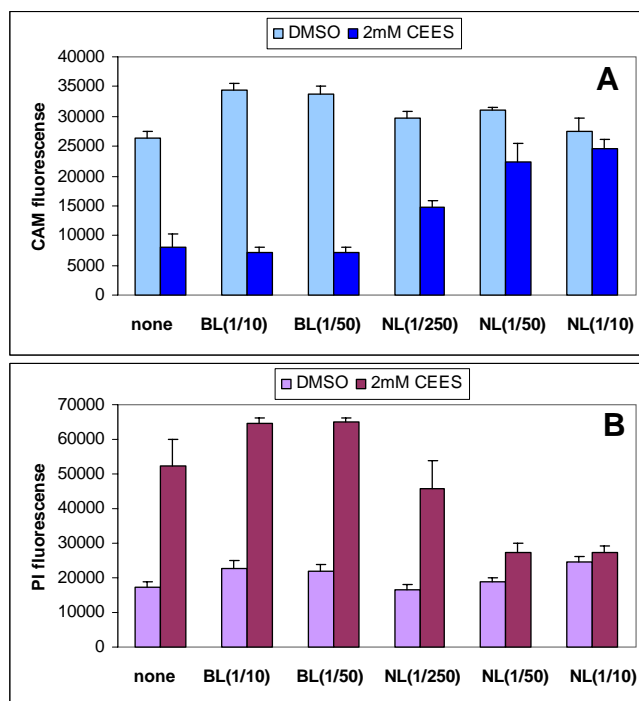 DMSO 2mM CEES
A
40000
35000
30000
25000
20000
15000
10000
5000
0
CAM fluorescense
none BL(1/10) BL(1/50) NL(1/250) NL(1/50) NL(1/10)
DMSO 2mM CEES
B
70000
60000
50000
40000
30000
20000
10000
0
PI fluorescense
none BL(1/10) BL(1/50) NL(1/250) NL(1/50) NL(1/10)